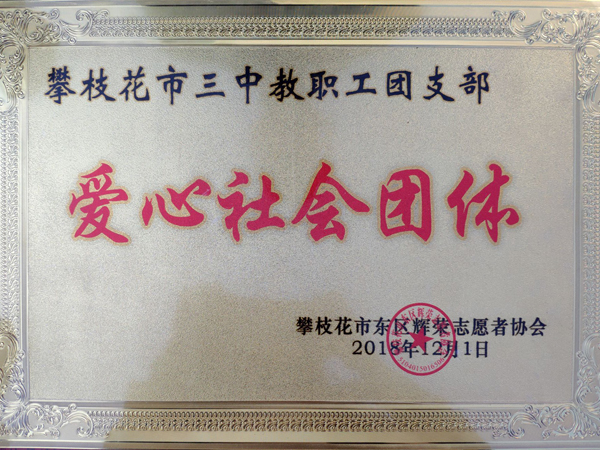 攀枝花市三中教职工团支部
爱心社会团体
攀枝花市东区辉荣志愿者协会
2018年12月1日